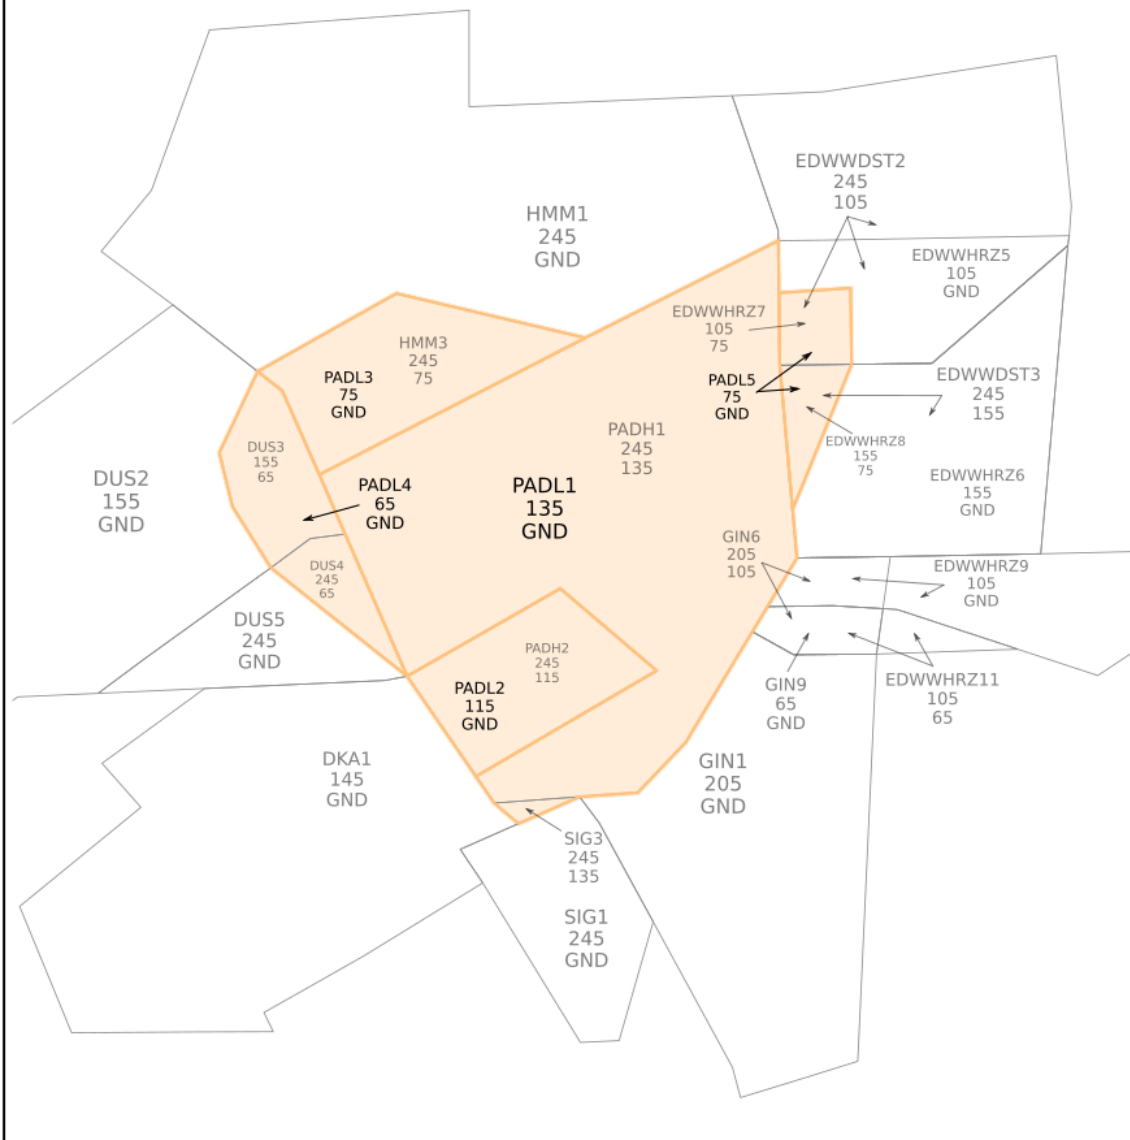 EDWWDST2
245
105
HMM1
245
GND
EDWWHRZ5
105
GND
EDWWHRZ7
105
75
HMM3
245
75
PADL3
75
GND
PADL5
75
GND
EDWWDST3
245
155
PADH1
245
135
EDWWHRZ8
155
75
DUS3
155
65
DUS2
155
GND
PADL4
65
GND
PADL1
135
GND
EDWWHRZ6
155
GND
GIN6
205
105
DUS4
245
65
EDWWHRZ9
105
GND
DUS5
245
GND
PADH2
245
115
PADL2
115
GND
GIN9
65
GND
EDWWHRZ11
105
65
DKA1
145
GND
GIN1
205
GND
SIG3
245
135
SIG1
245
GND